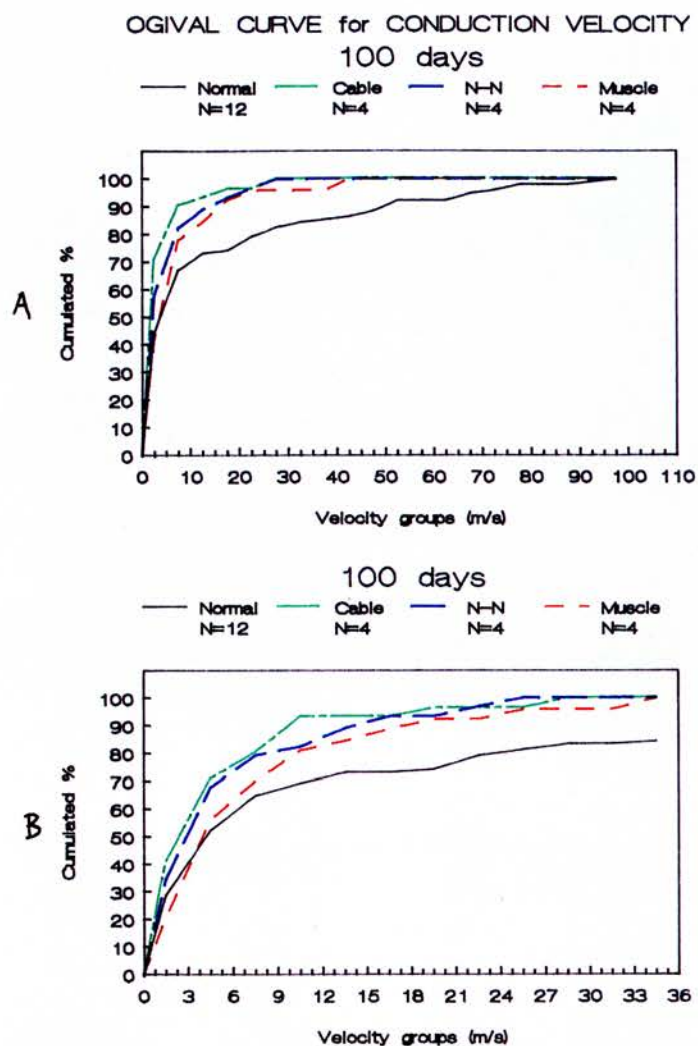 OGIVAL CURVE for CONDUCTION VELOCITY
100 days
Normal Cable N-N Muscle
N=12 N=4 N=4 N=4
A
Cumulated %
100
90
80
70
60
50
40
30
20
10
0
0 10 20 30 40 50 60 70 80 90 100 110
Velocity groups (m/s)
100 days
Normal Cable N-N Muscle
N=12 N=4 N=4 N=4
B
Cumulated %
100
90
80
70
60
50
40
30
20
10
0
0 3 6 9 12 15 18 21 24 27 30 33 36
Velocity groups (m/s)